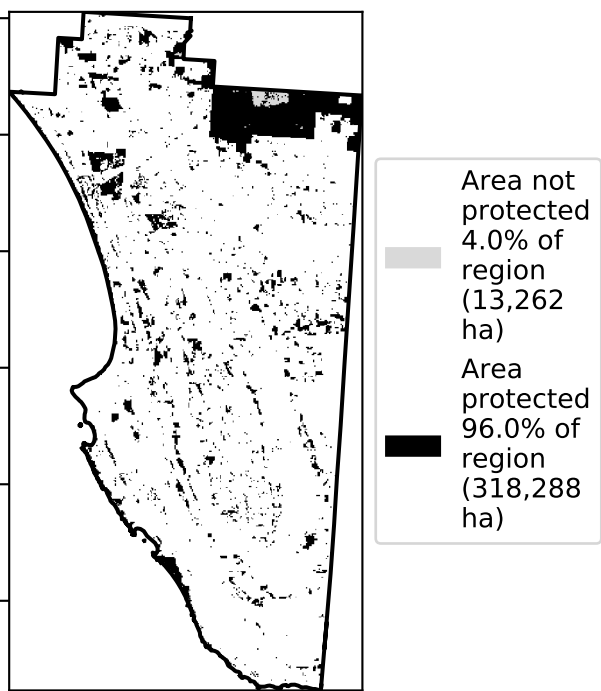 Area not
protected
4.0% of
region
(13,262
ha)
Area
protected
96.0% of
region
(318,288
ha)